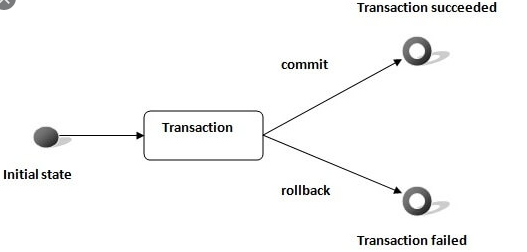 Transaction succeeded
commit
Transaction
Initial state
rollback
Transaction failed